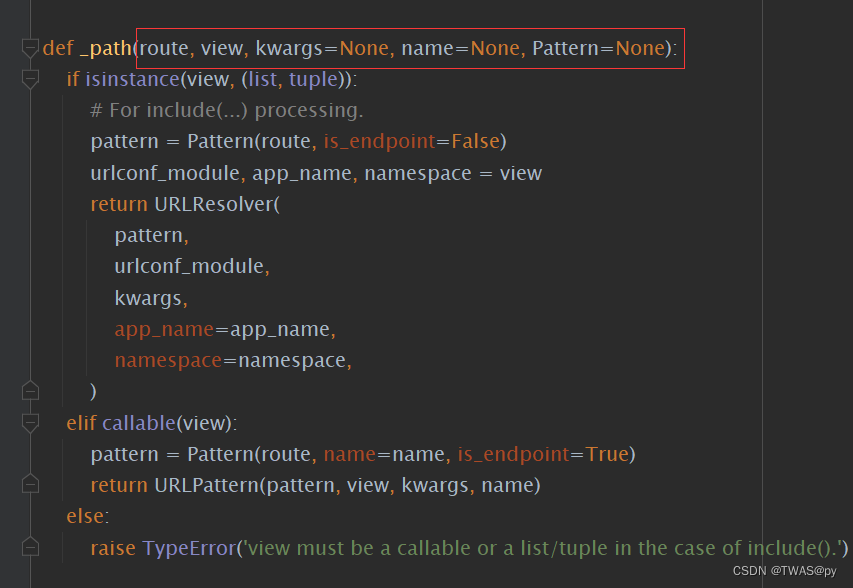 def _path(route, view, kwargs=None, name=None, Pattern=None):
    if isinstance(view, (list, tuple)):
        # For include(...) processing.
        pattern = Pattern(route, is_endpoint=False)
        urlconf_module, app_name, namespace = view
        return URLResolver(
            pattern,
            urlconf_module,
            kwargs,
            app_name=app_name,
            namespace=namespace,
        )
    elif callable(view):
        pattern = Pattern(route, name=name, is_endpoint=True)
        return URLPattern(pattern, view, kwargs, name)
    else:
        raise TypeError('view must be a callable or a list/tuple in the case of include().')
CSDN @TWAS@py